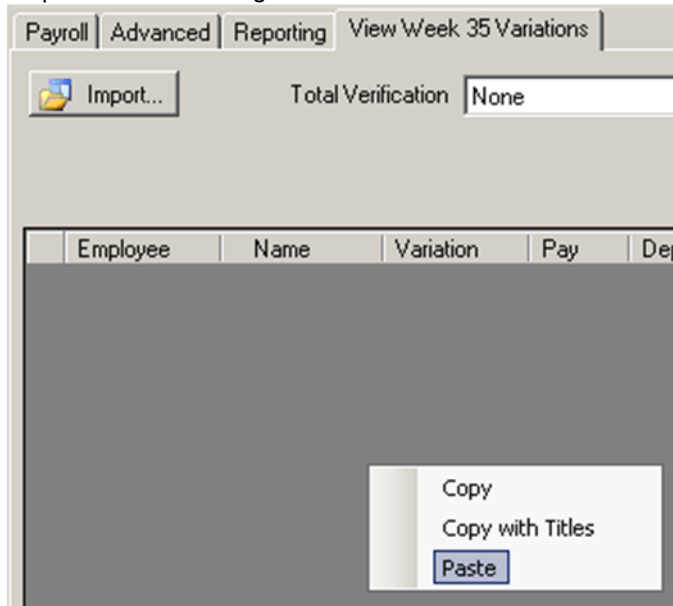 Payroll Advanced Reporting View Week 35 Variations
Import... Total Verification None
Employee Name Variation Pay
Copy
Copy with Titles
Paste